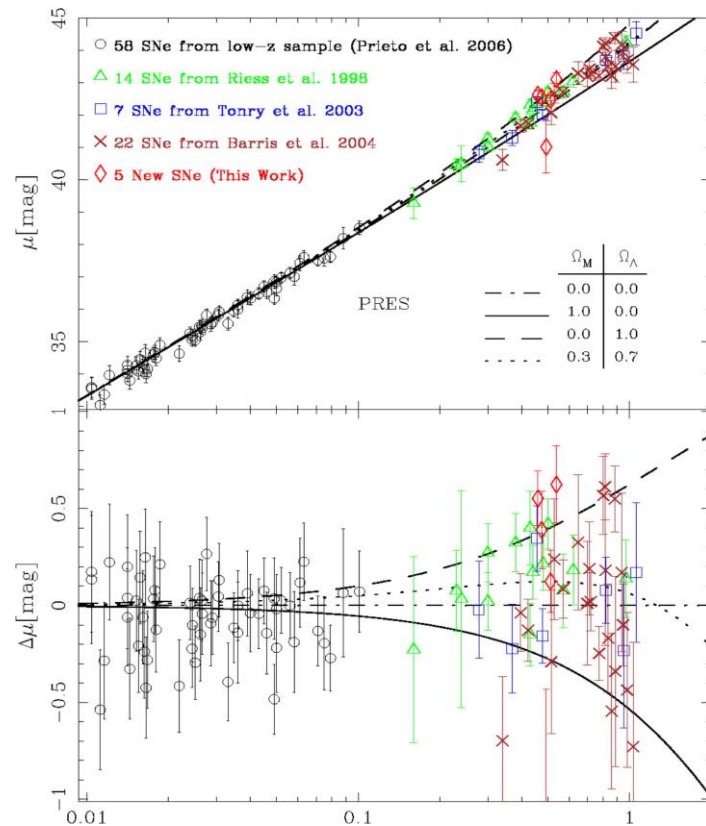 45
58 SNe from low-z sample (Prieto et al. 2006)
14 SNe from Riess et al. 1998
7 SNe from Tonry et al. 2003
22 SNe from Barris et al. 2004
5 New SNe (This Work)
40
μ[mag]
Ω_M Ω_Λ
0.0 0.0
1.0 0.0
0.0 1.0
0.3 0.7
PRES
35
1
0.5
Δμ[mag]
0
-0.5
-1
0.01 0.1 1